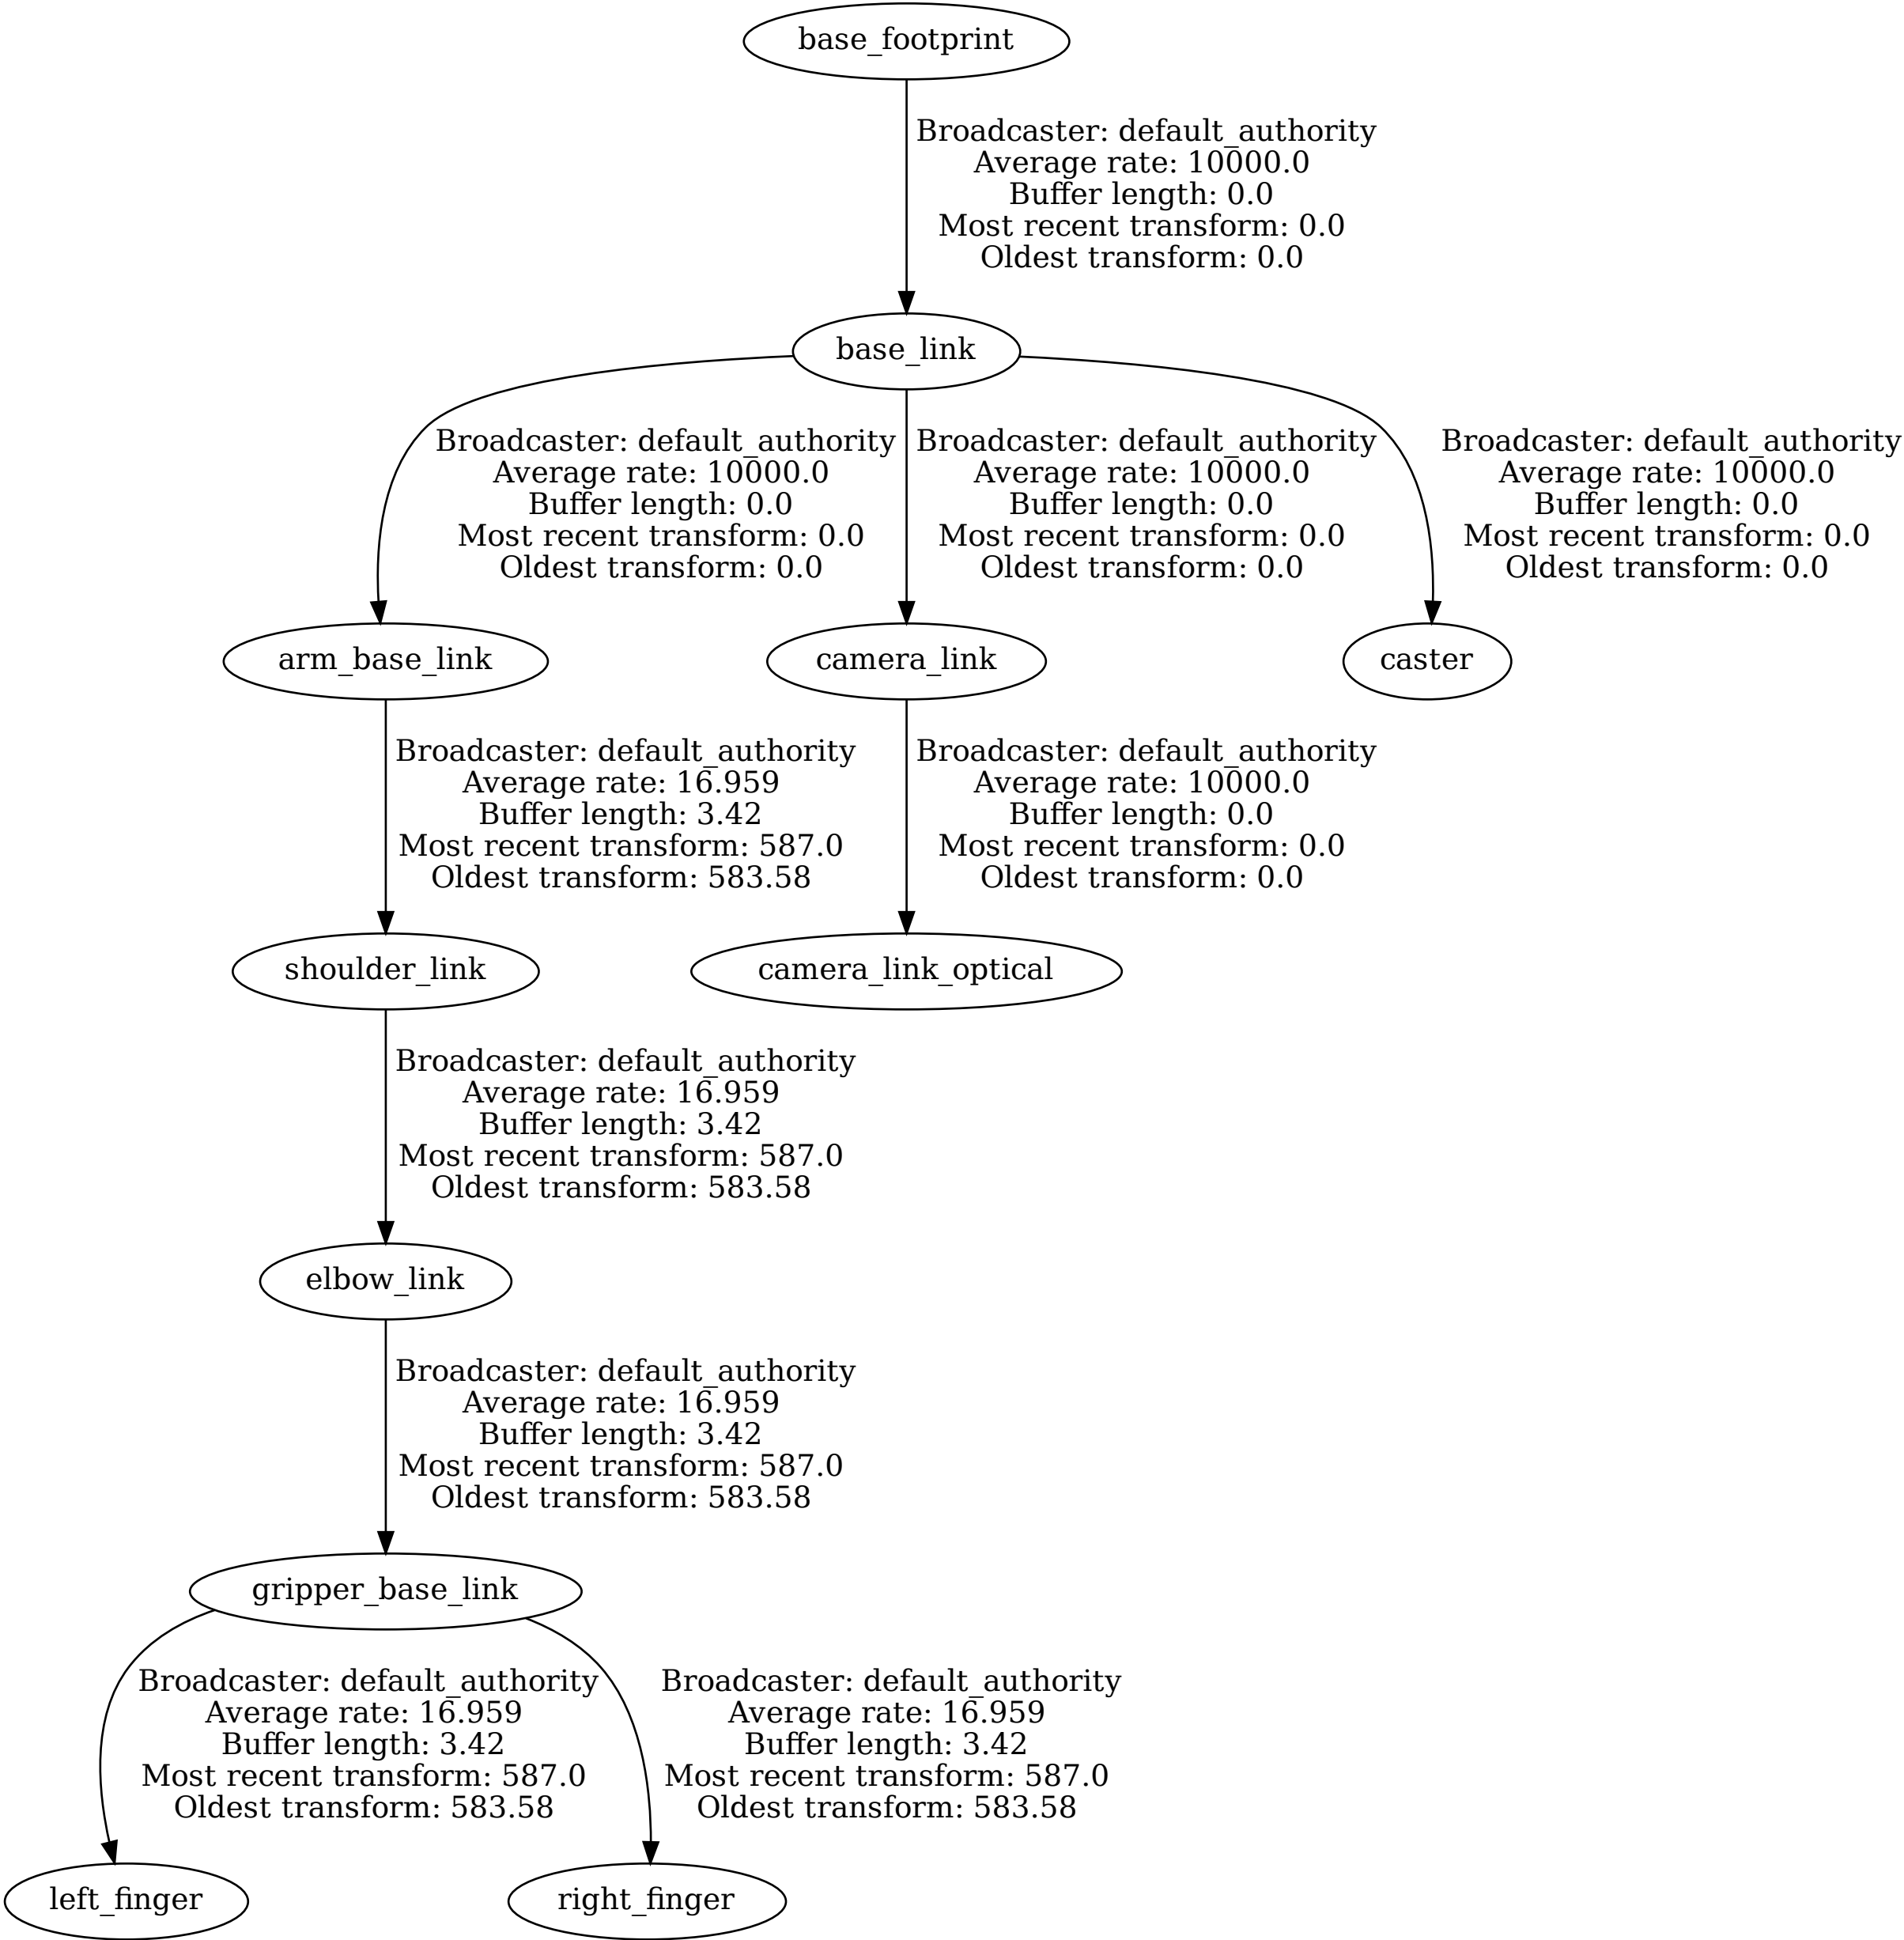 base_footprint
Broadcaster: default_authority
Average rate: 10000.0
Buffer length: 0.0
Most recent transform: 0.0
Oldest transform: 0.0
base_link
Broadcaster: default_authority
Average rate: 10000.0
Buffer length: 0.0
Most recent transform: 0.0
Oldest transform: 0.0
Broadcaster: default_authority
Average rate: 10000.0
Buffer length: 0.0
Most recent transform: 0.0
Oldest transform: 0.0
Broadcaster: default_authority
Average rate: 10000.0
Buffer length: 0.0
Most recent transform: 0.0
Oldest transform: 0.0
arm_base_link
camera_link
caster
Broadcaster: default_authority
Average rate: 16.959
Buffer length: 3.42
Most recent transform: 587.0
Oldest transform: 583.58
Broadcaster: default_authority
Average rate: 10000.0
Buffer length: 0.0
Most recent transform: 0.0
Oldest transform: 0.0
shoulder_link
camera_link_optical
Broadcaster: default_authority
Average rate: 16.959
Buffer length: 3.42
Most recent transform: 587.0
Oldest transform: 583.58
elbow_link
Broadcaster: default_authority
Average rate: 16.959
Buffer length: 3.42
Most recent transform: 587.0
Oldest transform: 583.58
gripper_base_link
Broadcaster: default_authority
Average rate: 16.959
Buffer length: 3.42
Most recent transform: 587.0
Oldest transform: 583.58
Broadcaster: default_authority
Average rate: 16.959
Buffer length: 3.42
Most recent transform: 587.0
Oldest transform: 583.58
left_finger
right_finger